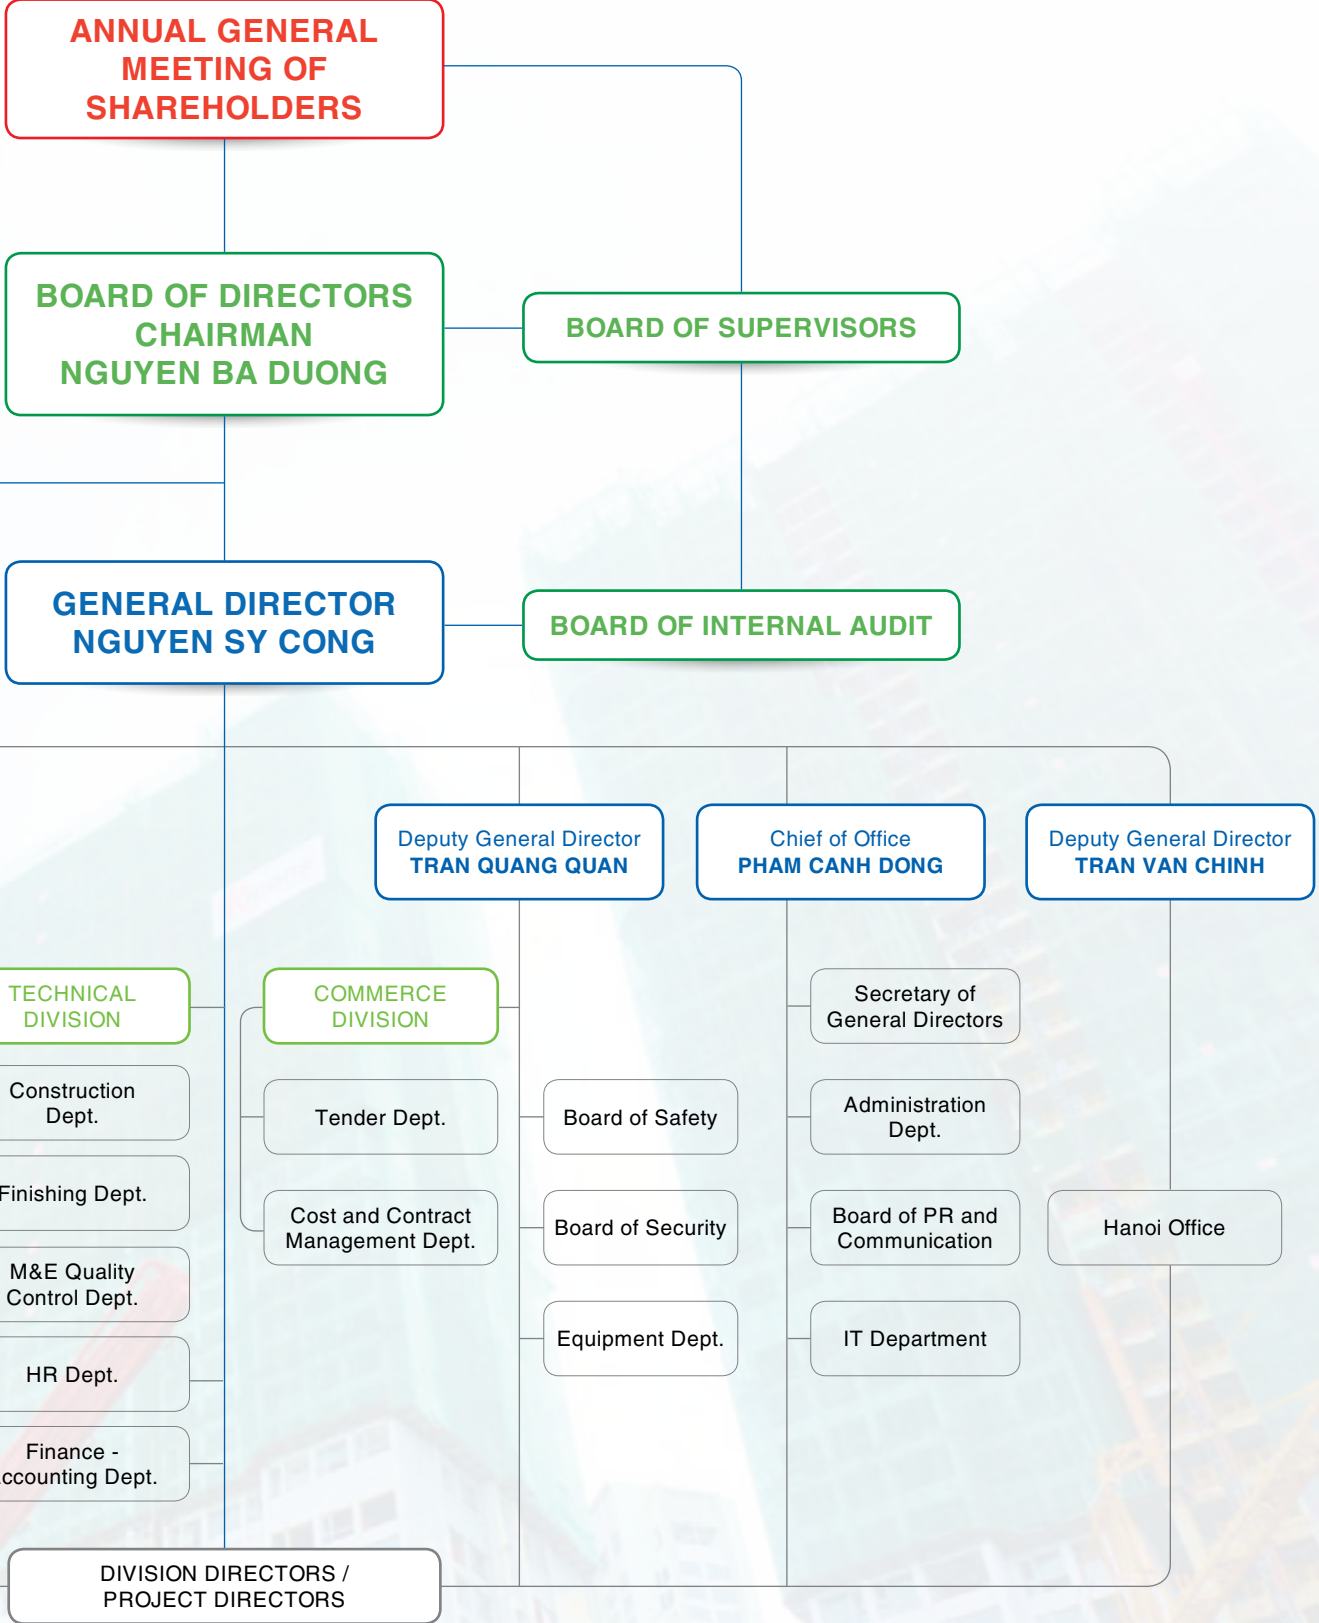 ANNUAL GENERAL
MEETING OF
SHAREHOLDERS
BOARD OF DIRECTORS
CHAIRMAN
NGUYEN BA DUONG
BOARD OF SUPERVISORS
GENERAL DIRECTOR
NGUYEN SY CONG
BOARD OF INTERNAL AUDIT
Deputy General Director
TRAN QUANG QUAN
Chief of Office
PHAM CANH DONG
Deputy General Director
TRAN VAN CHINH
TECHNICAL
DIVISION
Construction
Dept.
Finishing Dept.
M&E Quality
Control Dept.
HR Dept.
Finance -
ccounting Dept.
COMMERCE
DIVISION
Tender Dept.
Cost and Contract
Management Dept.
Board of Safety
Board of Security
Equipment Dept.
Secretary of
General Directors
Administration
Dept.
Board of PR and
Communication
IT Department
Hanoi Office
DIVISION DIRECTORS /
PROJECT DIRECTORS